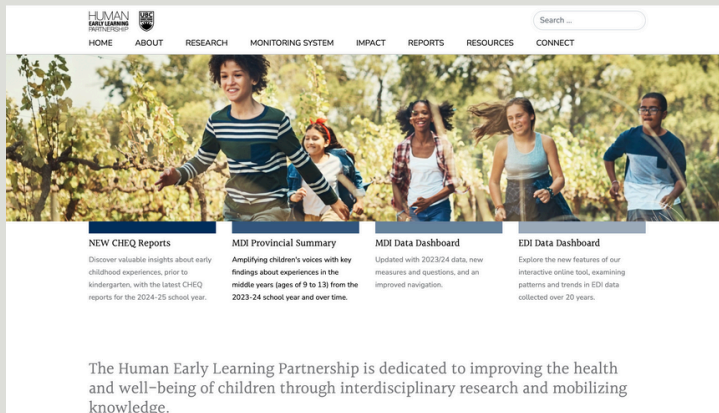 HUMAN
EARLY LEARNING
PARTNERSHIP
UBC
Search ...
HOME ABOUT RESEARCH MONITORING SYSTEM IMPACT REPORTS RESOURCES CONNECT
NEW CHEQ Reports
Discover valuable insights about early
childhood experiences, prior to
kindergarten, with the latest CHEQ
reports for the 2024-25 school year.
MDI Provincial Summary
Amplifying children's voices with key
findings about experiences in the
middle years (ages of 9 to 13) from the
2023-24 school year and over time.
MDI Data Dashboard
Updated with 2023/24 data, new
measures and questions, and an
improved navigation.
EDI Data Dashboard
Explore the new features of our
interactive online tool, examining
patterns and trends in EDI data
collected over 20 years.
The Human Early Learning Partnership is dedicated to improving the health
and well-being of children through interdisciplinary research and mobilizing
knowledge.